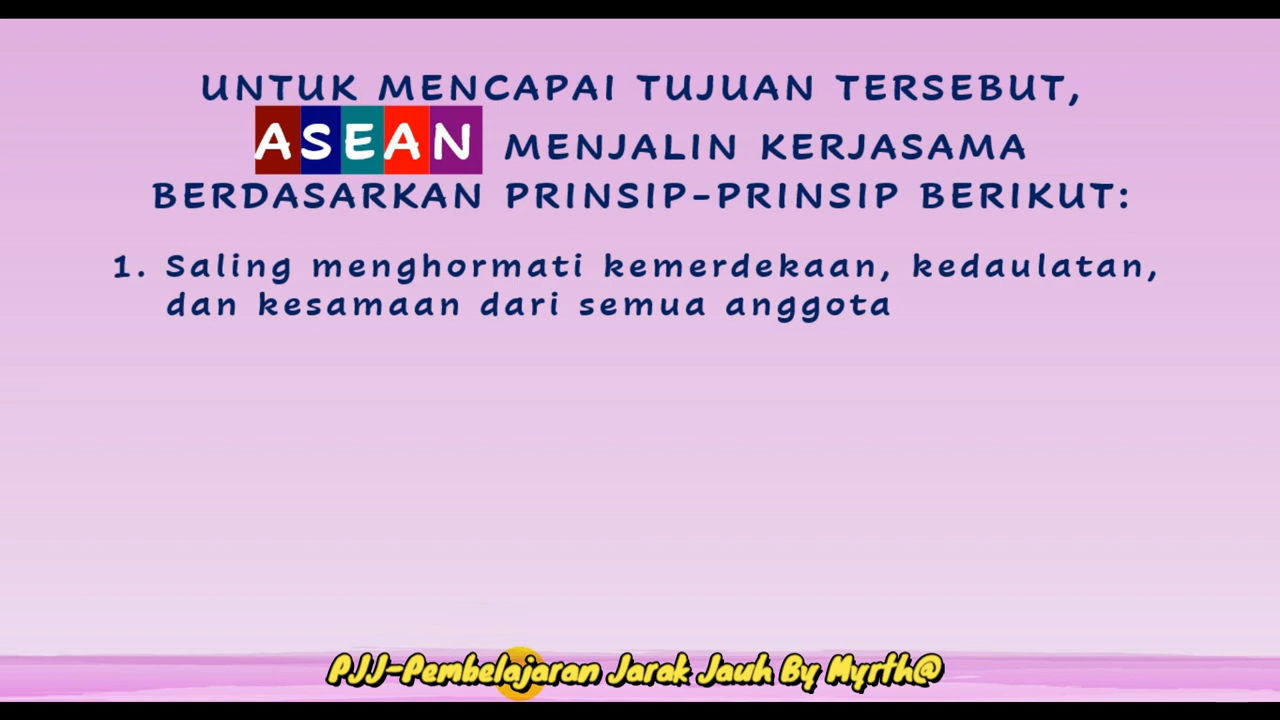 UNTUK MENCAPAI TUJUAN TERSEBUT,
ASEAN MENJALIN KERJASAMA
BERDASARKAN PRINSIP-PRINSIP BERIKUT:
1. Saling menghormati kemerdekaan, kedaulatan,
dan kesamaan dari semua anggota
PJJ-Pembelajaran Jarak Jauh By Myrth@